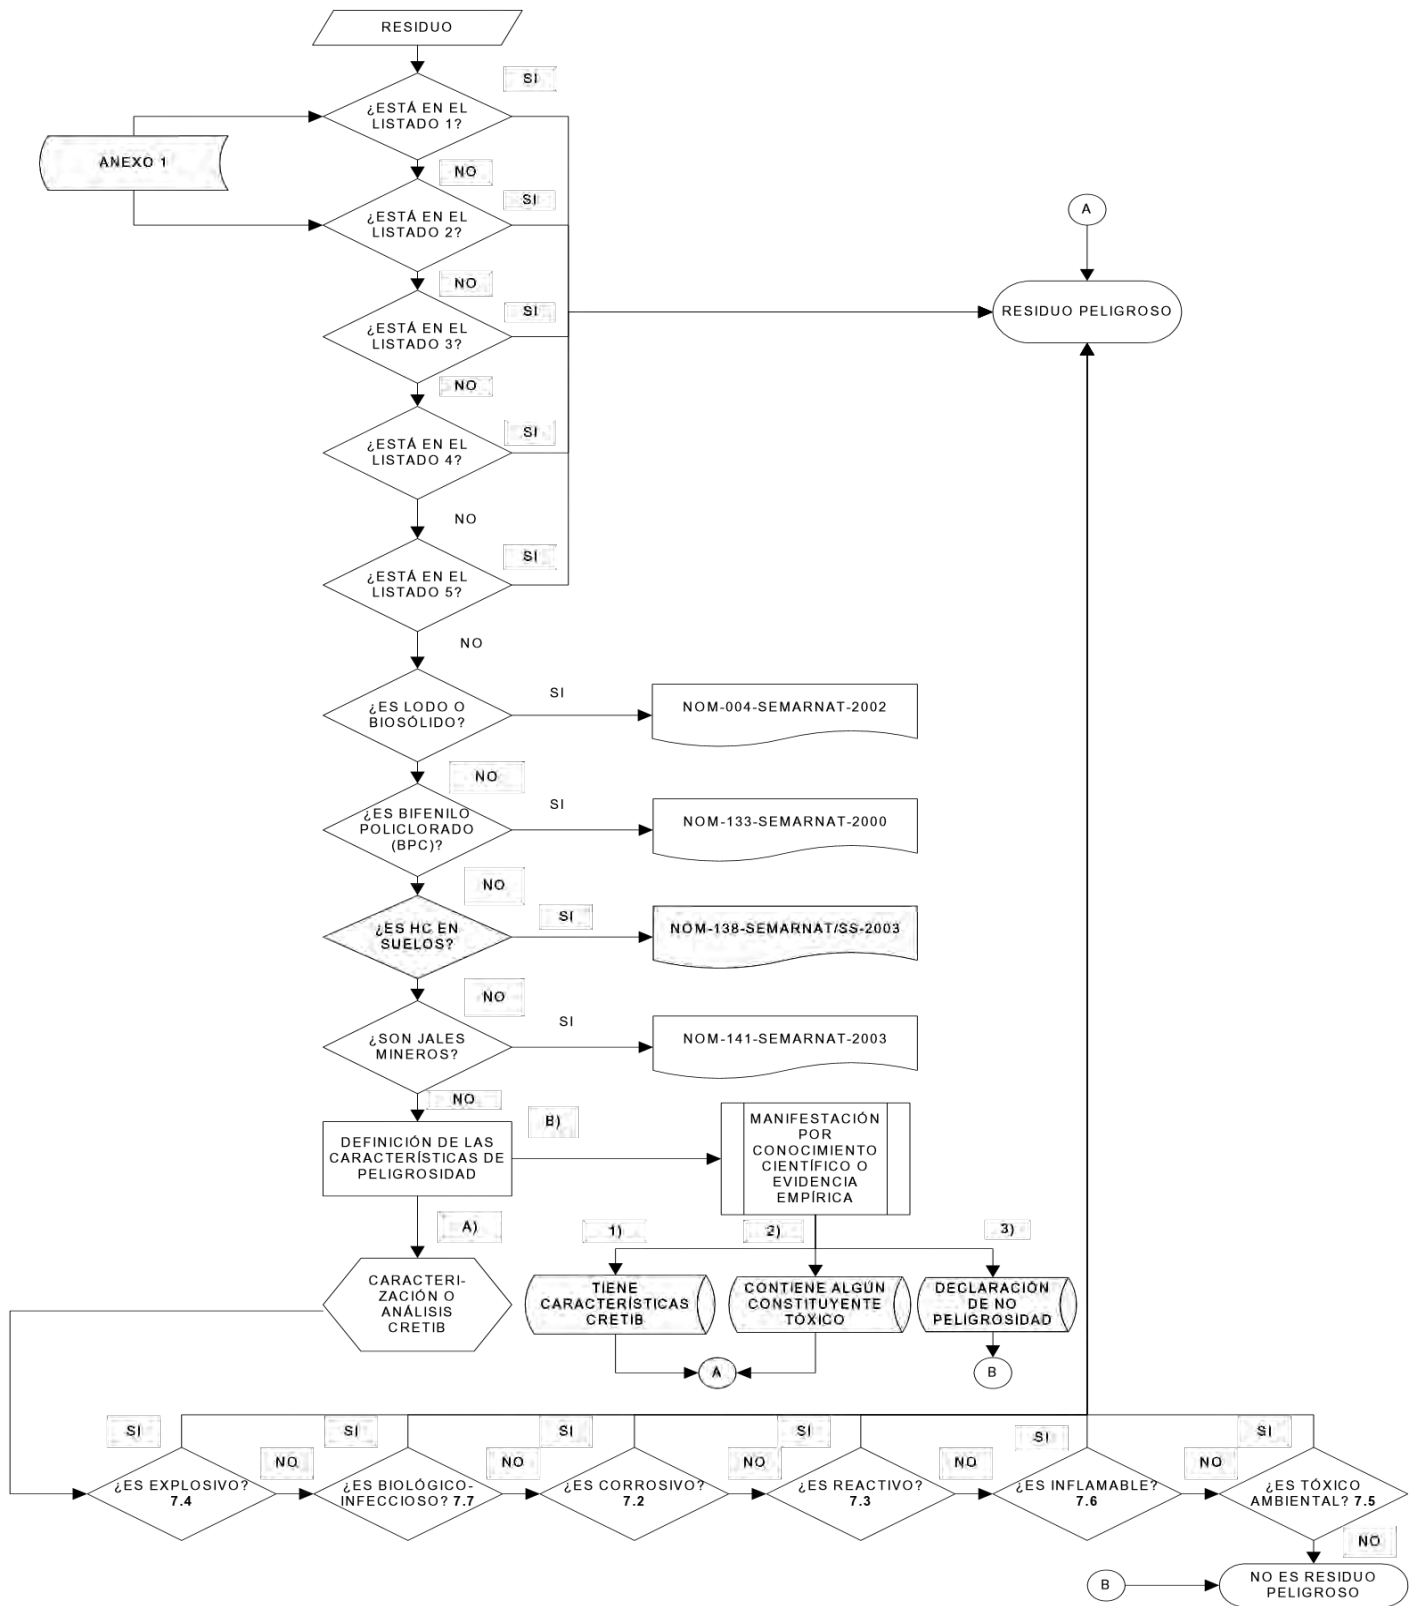 RESIDUO
SI
¿ESTÁ EN EL
LISTADO 1?
ANEXO 1
NO
SI
¿ESTÁ EN EL
LISTADO 2?
A
NO
SI
RESIDUO PELIGROSO
¿ESTÁ EN EL
LISTADO 3?
NO
SI
¿ESTÁ EN EL
LISTADO 4?
NO
SI
¿ESTÁ EN EL
LISTADO 5?
NO
¿ES LODO O
BIOSÓLIDO?
SI
NOM-004-SEMARNAT-2002
NO
¿ES BIFENILO
POLICLORADO
(BPC)?
SI
NOM-133-SEMARNAT-2000
NO
¿ES HC EN
SUELOS?
SI
NOM-138-SEMARNAT/SS-2003
NO
¿SON JALES
MINEROS?
SI
NOM-141-SEMARNAT-2003
NO
DEFINICIÓN DE LAS
CARACTERÍSTICAS DE
PELIGROSIDAD
B)
MANIFESTACIÓN
POR
CONOCIMIENTO
CIENTÍFICO O
EVIDENCIA
EMPÍRICA
A)
1)
2)
3)
CARACTERI-
ZACIÓN O
ANÁLISIS
CRETIB
TIENE
CARACTERÍSTICAS
CRETIB
CONTIENE ALGÚN
CONSTITUYENTE
TÓXICO
DECLARACIÓN
DE NO
PELIGROSIDAD
A
B
SI
¿ES EXPLOSIVO?
7.4
NO
SI
¿ES BIOLÓGICO-
INFECCIOSO? 7.7
NO
SI
¿ES CORROSIVO?
7.2
NO
SI
¿ES REACTIVO?
7.3
NO
SI
¿ES INFLAMABLE?
7.6
NO
SI
¿ES TÓXICO
AMBIENTAL? 7.5
NO
B
NO ES RESIDUO
PELIGROSO